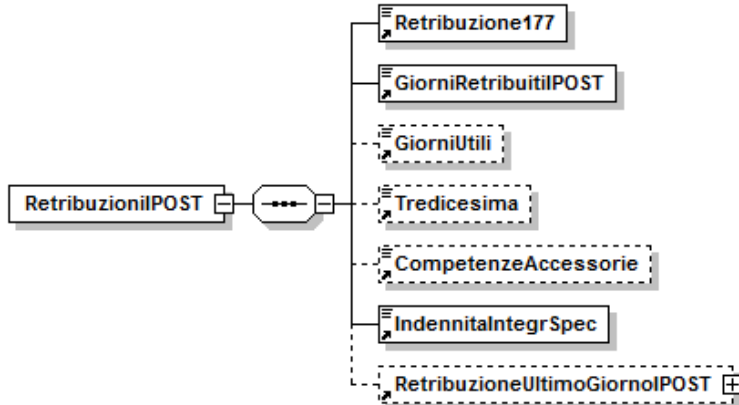 Retribuzione177
GiorniRetribuitiIPOST
GiorniUtili
RetribuzioniIPOST
Tredicesima
CompetenzeAccessorie
IndennitaIntegrSpec
RetribuzioneUltimoGiornoIPOST